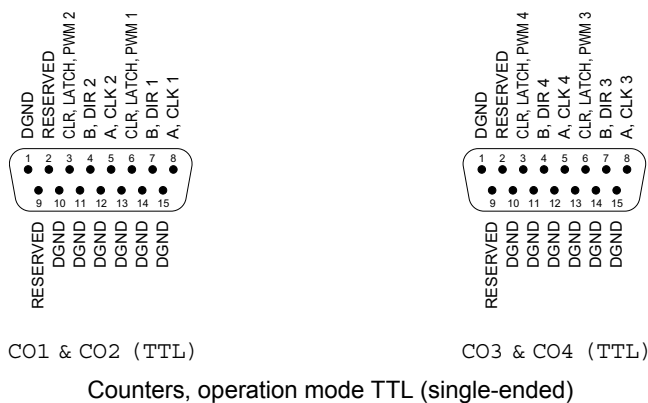 DGND
RESERVED
CLR, LATCH, PWM 2
B, DIR 2
A, CLK 2
CLR, LATCH, PWM 1
B, DIR 1
A, CLK 1
1 2 3 4 5 6 7 8
9 10 11 12 13 14 15
RESERVED
DGND
DGND
DGND
DGND
DGND
DGND
CO1 & CO2 (TTL)
DGND
RESERVED
CLR, LATCH, PWM 4
B, DIR 4
A, CLK 4
CLR, LATCH, PWM 3
B, DIR 3
A, CLK 3
1 2 3 4 5 6 7 8
9 10 11 12 13 14 15
RESERVED
DGND
DGND
DGND
DGND
DGND
DGND
CO3 & CO4 (TTL)
Counters, operation mode TTL (single-ended)